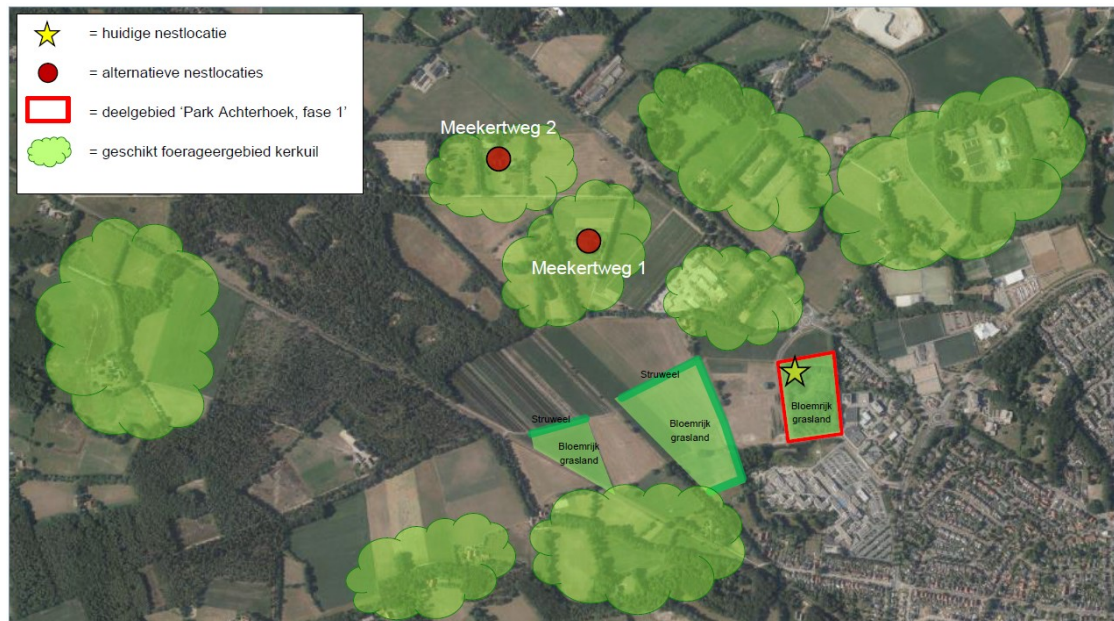 = huidige nestlocatie
= alternatieve nestlocaties
= deelgebied 'Park Achterhoek, fase 1'
= geschikt foerageergebied kerkuil
Meekertweg 2
Meekertweg 1
Struweel
Struweel
Bloemrijk
grasland
Bloemrijk
grasland
Bloemrijk
grasland